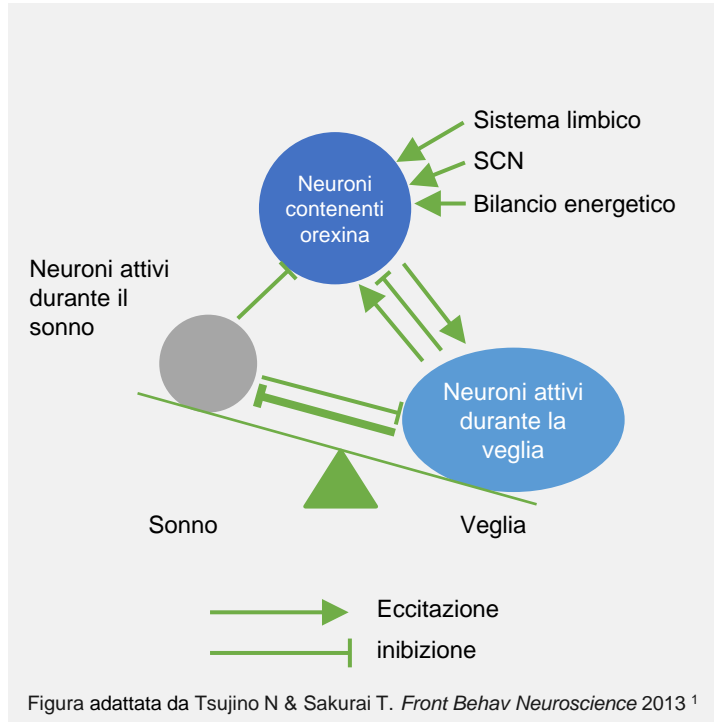 Sistema limbico
SCN
Bilancio energetico
Neuroni
contenenti
orexina
Neuroni attivi
durante il
sonno
Neuroni attivi
durante la
veglia
Sonno
Veglia
Eccitazione
inibizione
Figura adattata da Tsujino N & Sakurai T. Front Behav Neuroscience 2013 ¹